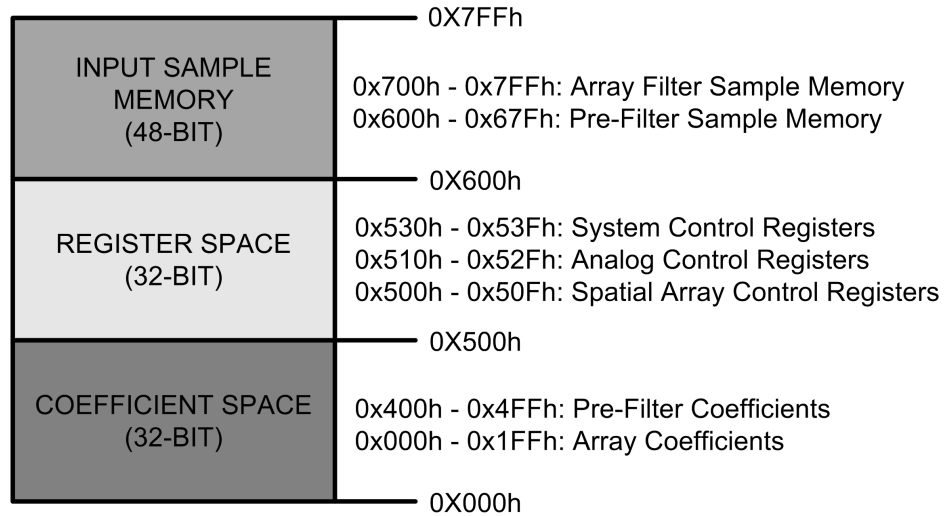 0X7FFh
INPUT SAMPLE
MEMORY
(48-BIT)
0x700h - 0x7FFh: Array Filter Sample Memory
0x600h - 0x67Fh: Pre-Filter Sample Memory
0X600h
REGISTER SPACE
(32-BIT)
0x530h - 0x53Fh: System Control Registers
0x510h - 0x52Fh: Analog Control Registers
0x500h - 0x50Fh: Spatial Array Control Registers
0X500h
COEFFICIENT SPACE
(32-BIT)
0x400h - 0x4FFh: Pre-Filter Coefficients
0x000h - 0x1FFh: Array Coefficients
0X000h